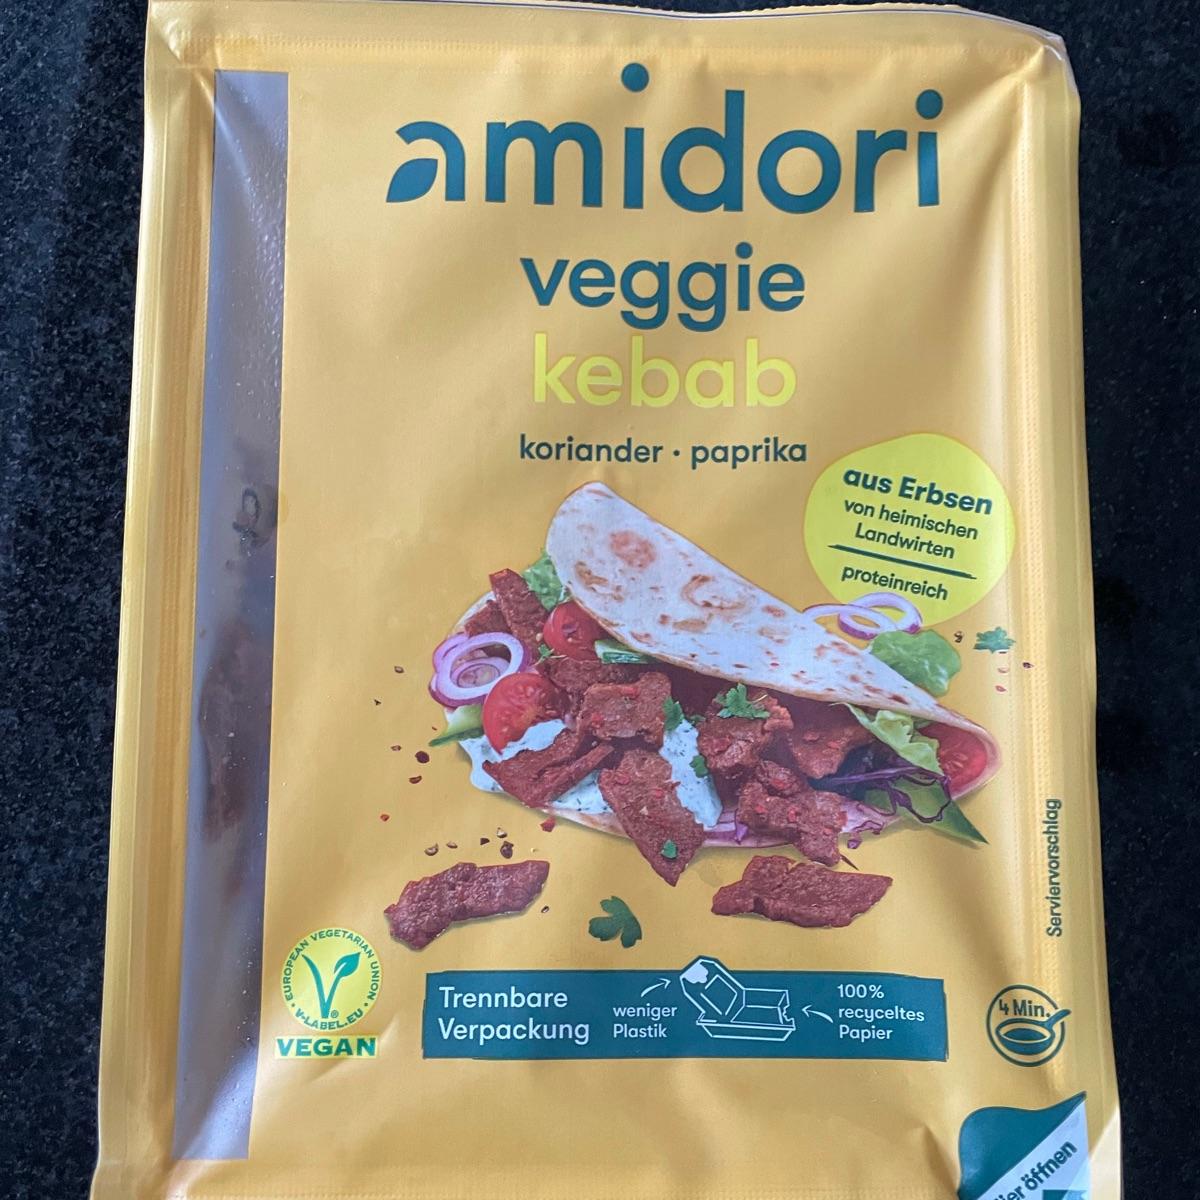 amidori
veggie
kebab
koriander · paprika
aus Erbsen
von heimischen
Landwirten
proteinreich
Serviervorschlag
EUROPEAN VEGETARIAN UNION
V-LABEL.EU
VEGAN
Trennbare
Verpackung
weniger
Plastik
100%
recyceltes
Papier
4 Min.
öffnen